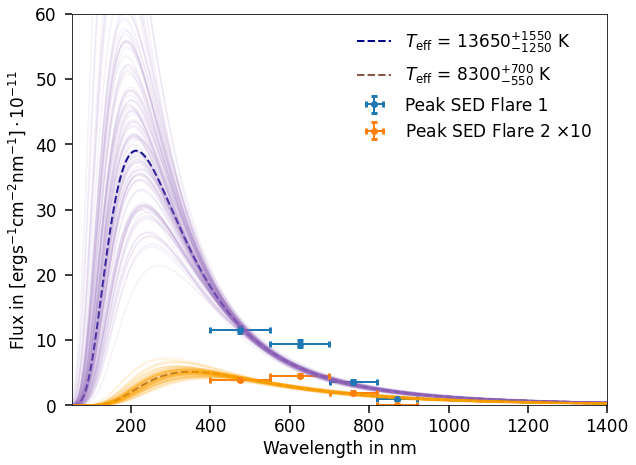 60
50
40
30
20
10
0
200 400 600 800 1000 1200 1400
Wavelength in nm
Flux in [ergs⁻¹cm⁻²nm⁻¹] · 10⁻¹¹
T_eff = 13650^{+1550}_{-1250} K
T_eff = 8300^{+700}_{-550} K
Peak SED Flare 1
Peak SED Flare 2 ×10